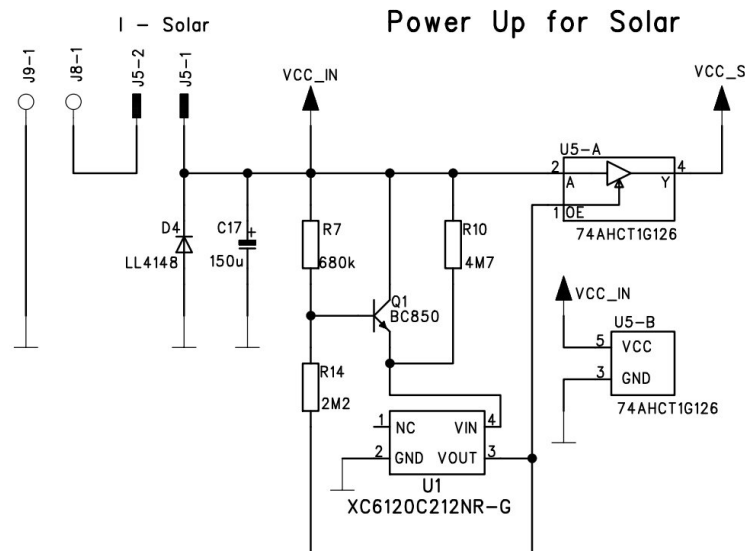 Power Up for Solar
I - Solar
J9-1
J8-1
J5-2
J5-1
VCC_IN
VCC_S
U5-A
2
A
Y
4
1
OE
74AHCT1G126
D4
LL4148
C17
+
150u
R7
680k
R10
4M7
Q1
BC850
VCC_IN
U5-B
5
VCC
3
GND
74AHCT1G126
R14
2M2
1
NC
VIN
4
2
GND
VOUT
3
U1
XC6120C212NR-G